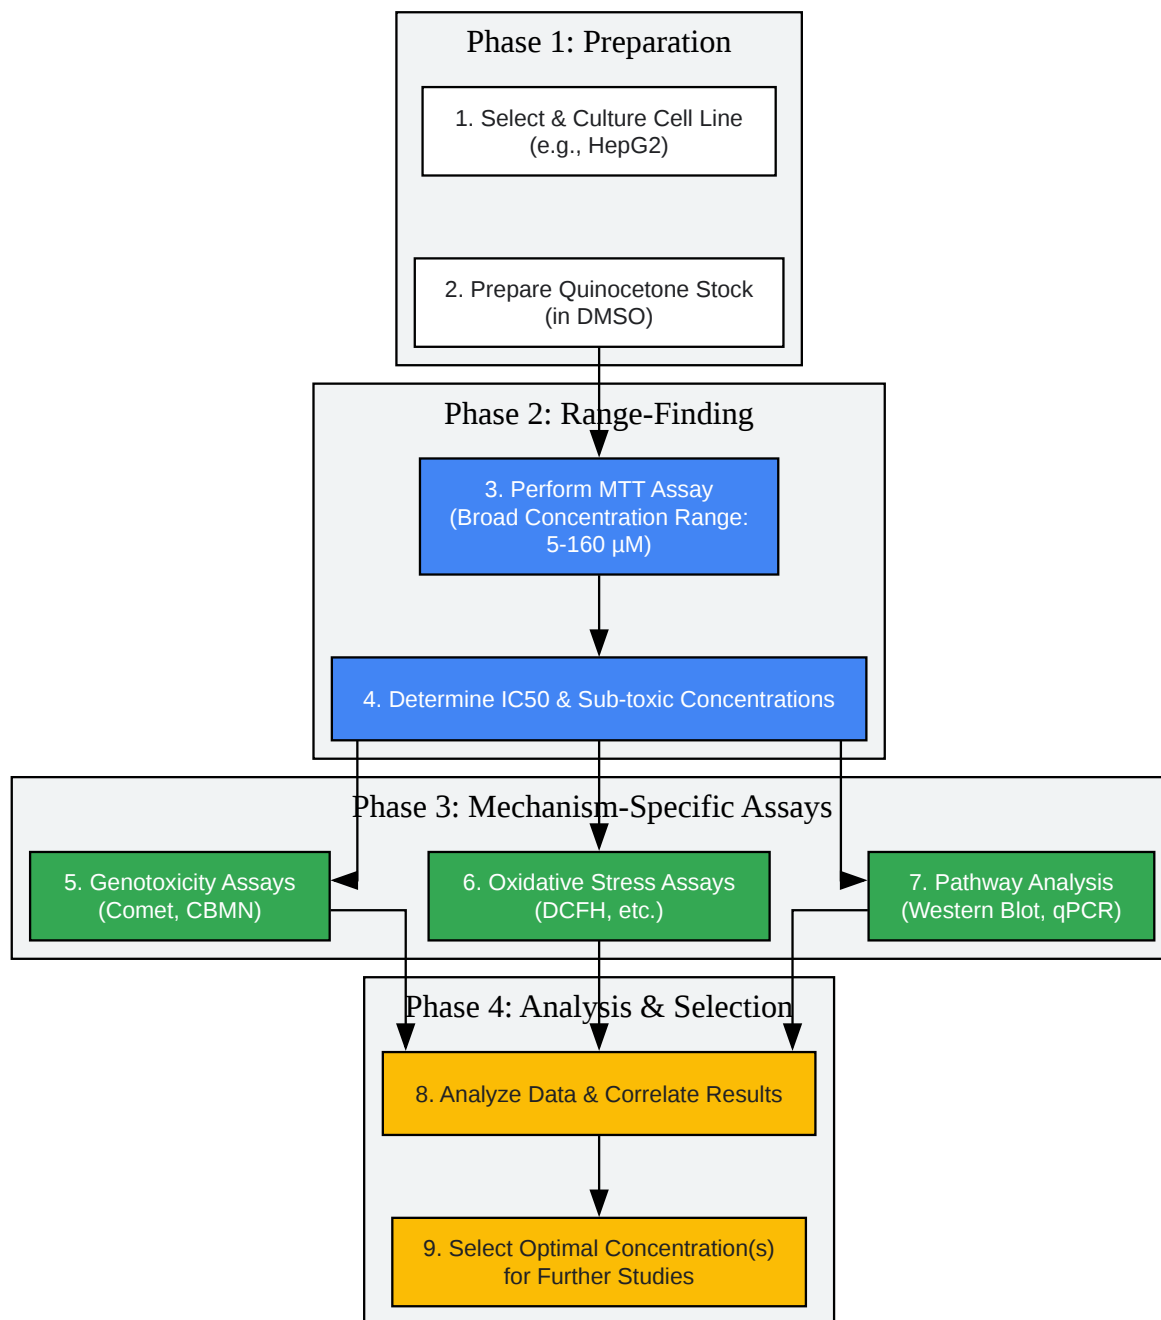 Phase 1: Preparation
1. Select & Culture Cell Line
(e.g., HepG2)
2. Prepare Quinocetone Stock
(in DMSO)
Phase 2: Range-Finding
3. Perform MTT Assay
(Broad Concentration Range:
5-160 µM)
4. Determine IC50 & Sub-toxic Concentrations
Phase 3: Mechanism-Specific Assays
5. Genotoxicity Assays
(Comet, CBMN)
6. Oxidative Stress Assays
(DCFH, etc.)
7. Pathway Analysis
(Western Blot, qPCR)
Phase 4: Analysis & Selection
8. Analyze Data & Correlate Results
9. Select Optimal Concentration(s)
for Further Studies